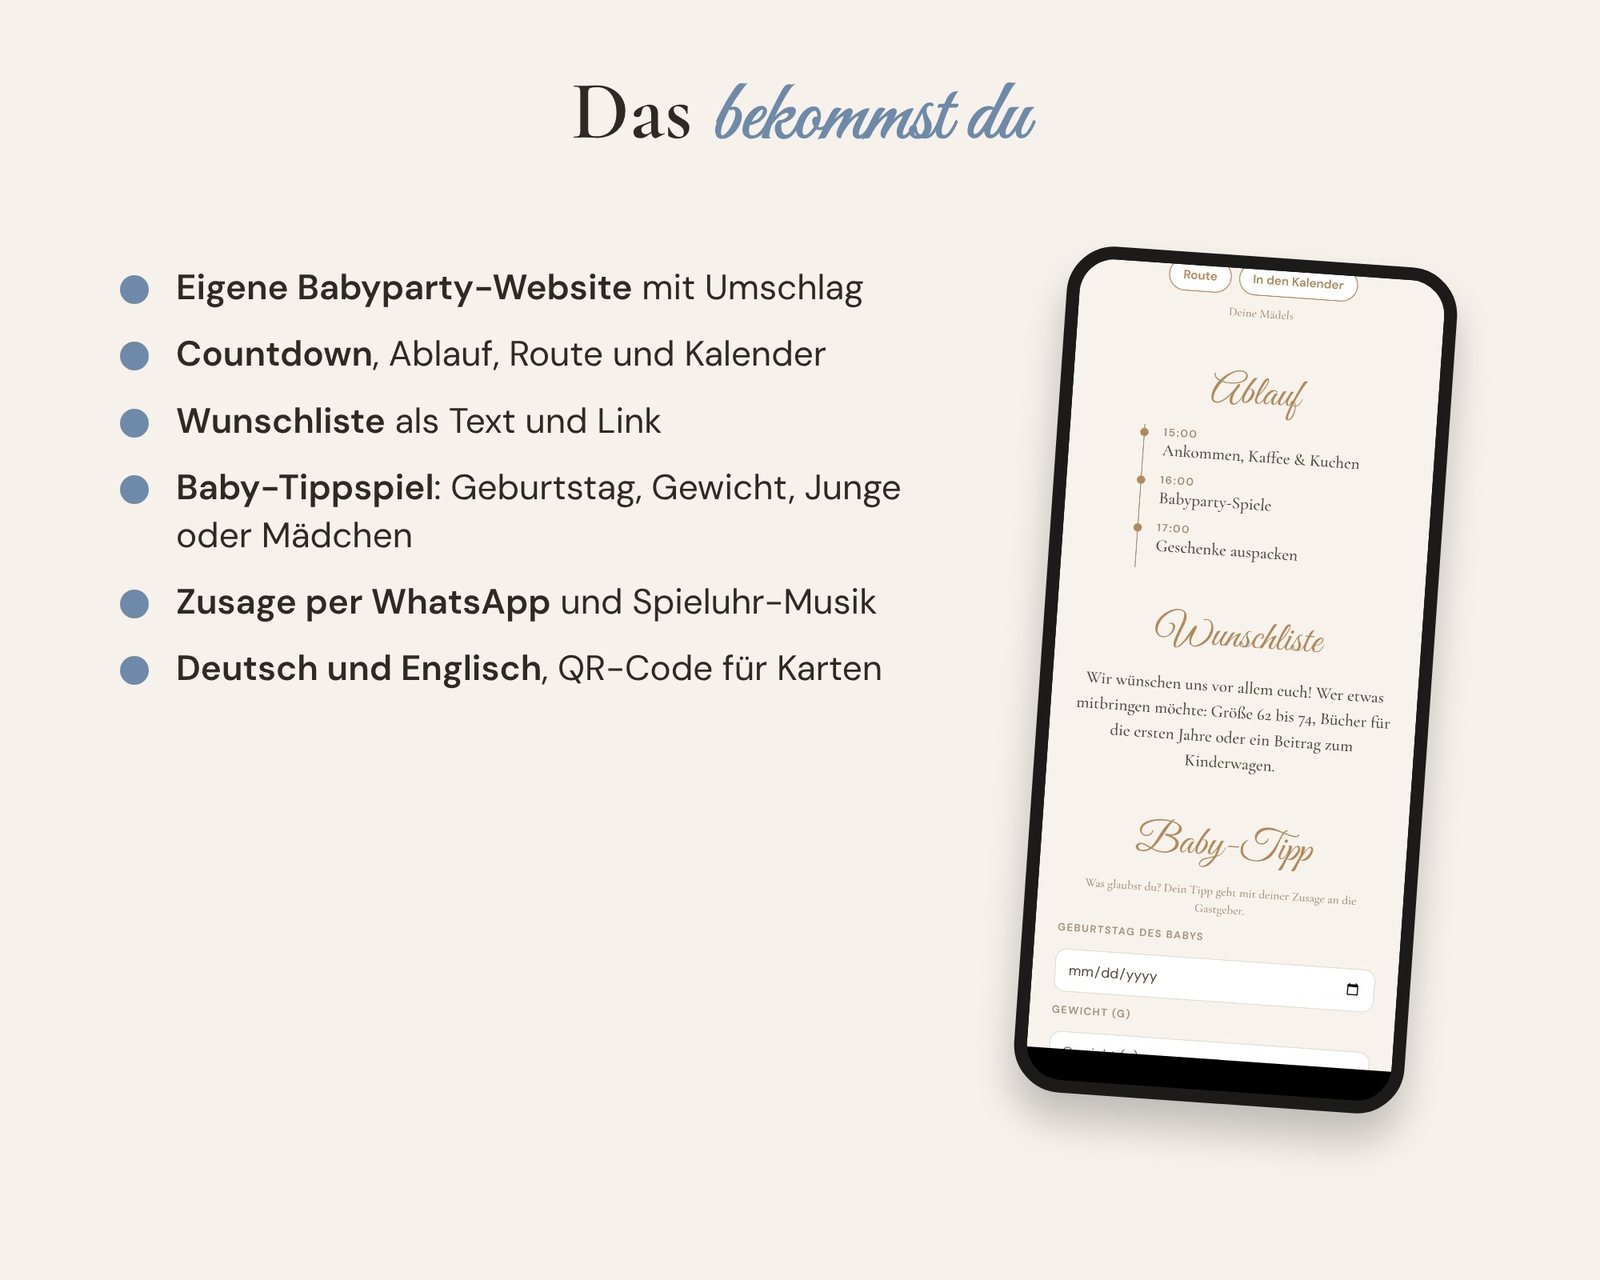 Das bekommst du
Eigene Babyparty-Website mit Umschlag
Countdown, Ablauf, Route und Kalender
Wunschliste als Text und Link
Baby-Tippspiel: Geburtstag, Gewicht, Junge
oder Mädchen
Zusage per WhatsApp und Spieluhr-Musik
Deutsch und Englisch, QR-Code für Karten
Route
In den Kalender
Deine Mädels
Ablauf
15:00
Ankommen, Kaffee & Kuchen
16:00
Babyparty-Spiele
17:00
Geschenke auspacken
Wunschliste
Wir wünschen uns vor allem euch! Wer etwas
mitbringen möchte: Größe 62 bis 74, Bücher für
die ersten Jahre oder ein Beitrag zum
Kinderwagen.
Baby-Tipp
Was glaubst du? Dein Tipp geht mit deiner Zusage an die
Gastgeber.
GEBURTSTAG DES BABYS
mm/dd/yyyy
GEWICHT (G)